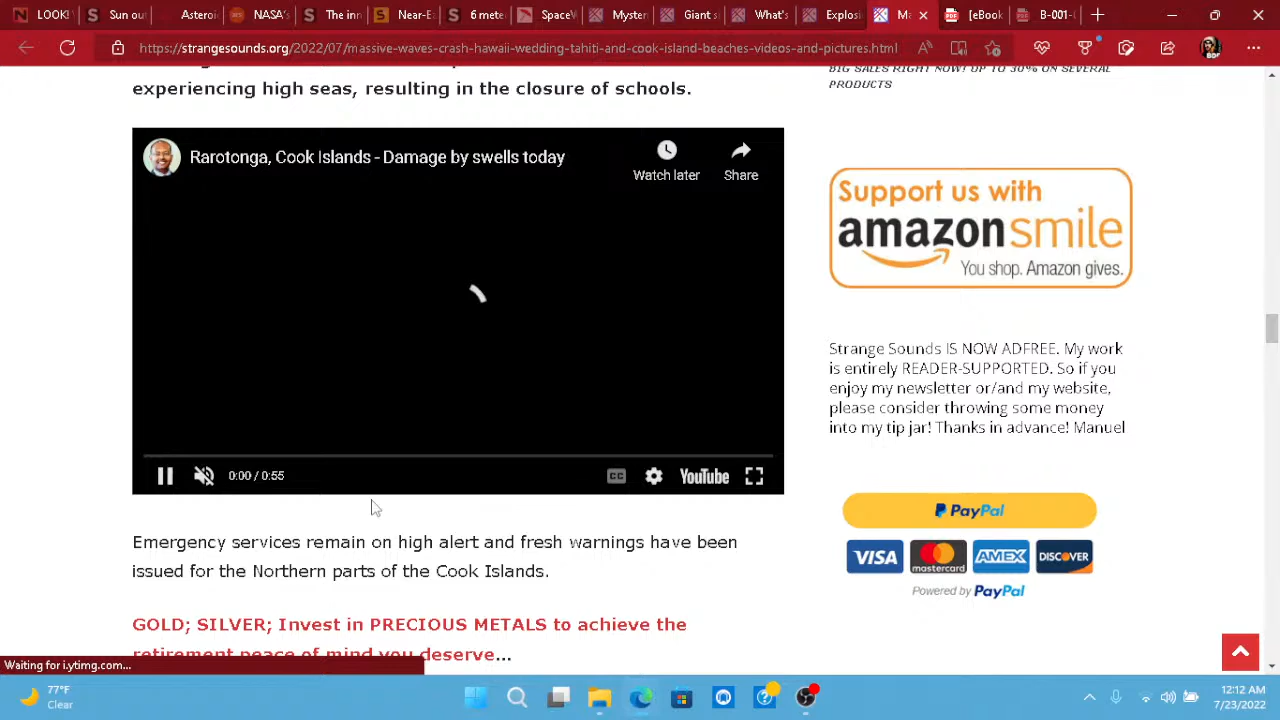 LOOK!
Sun out
Asteroi
NASA's
The inn
Near-E
6 mete
SpaceW
Myster
Giant s
What's
Explosi
Ma
[eBook
B-001-
https://strangesounds.org/2022/07/massive-waves-crash-hawaii-wedding-tahiti-and-cook-island-beaches-videos-and-pictures.html
experiencing high seas, resulting in the closure of schools.
BIG SALES RIGHT NOW! UP TO 30% ON SEVERAL
PRODUCTS
Rarotonga, Cook Islands - Damage by swells today
Watch later
Share
0:00 / 0:55
CC
YouTube
Support us with
amazonsmile
You shop. Amazon gives.
Strange Sounds IS NOW ADFREE. My work
is entirely READER-SUPPORTED. So if you
enjoy my newsletter or/and my website,
please consider throwing some money
into my tip jar! Thanks in advance! Manuel
PayPal
VISA
mastercard
AMEX
DISCOVER
Powered by PayPal
Emergency services remain on high alert and fresh warnings have been
issued for the Northern parts of the Cook Islands.
GOLD; SILVER; Invest in PRECIOUS METALS to achieve the
retirement peace of mind you deserve...
Waiting for i.ytimg.com...
77°F
Clear
12:12 AM
7/23/2022